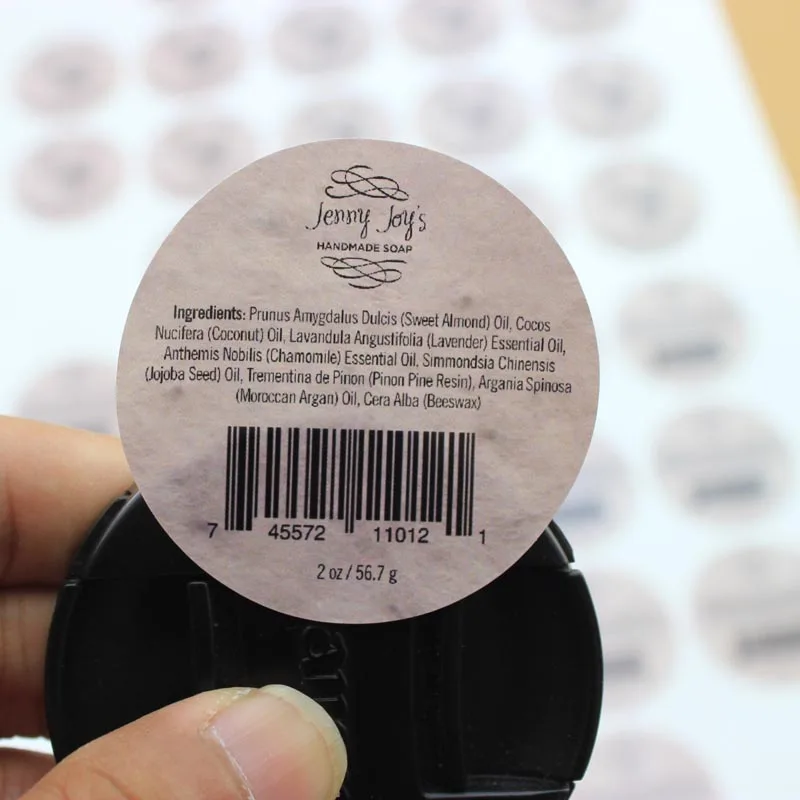 Jenny Joy's
HANDMADE SOAP
Ingredients: Prunus Amygdalus Dulcis (Sweet Almond) Oil, Cocos
Nucifera (Coconut) Oil, Lavandula Angustifolia (Lavender) Essential Oil,
Anthemis Nobilis (Chamomile) Essential Oil, Simmondsia Chinensis
(Jojoba Seed) Oil, Trementina de Pinon (Pinon Pine Resin), Argania Spinosa
(Moroccan Argan) Oil, Cera Alba (Beeswax)
7 45572 11012 1
2 oz / 56.7 g